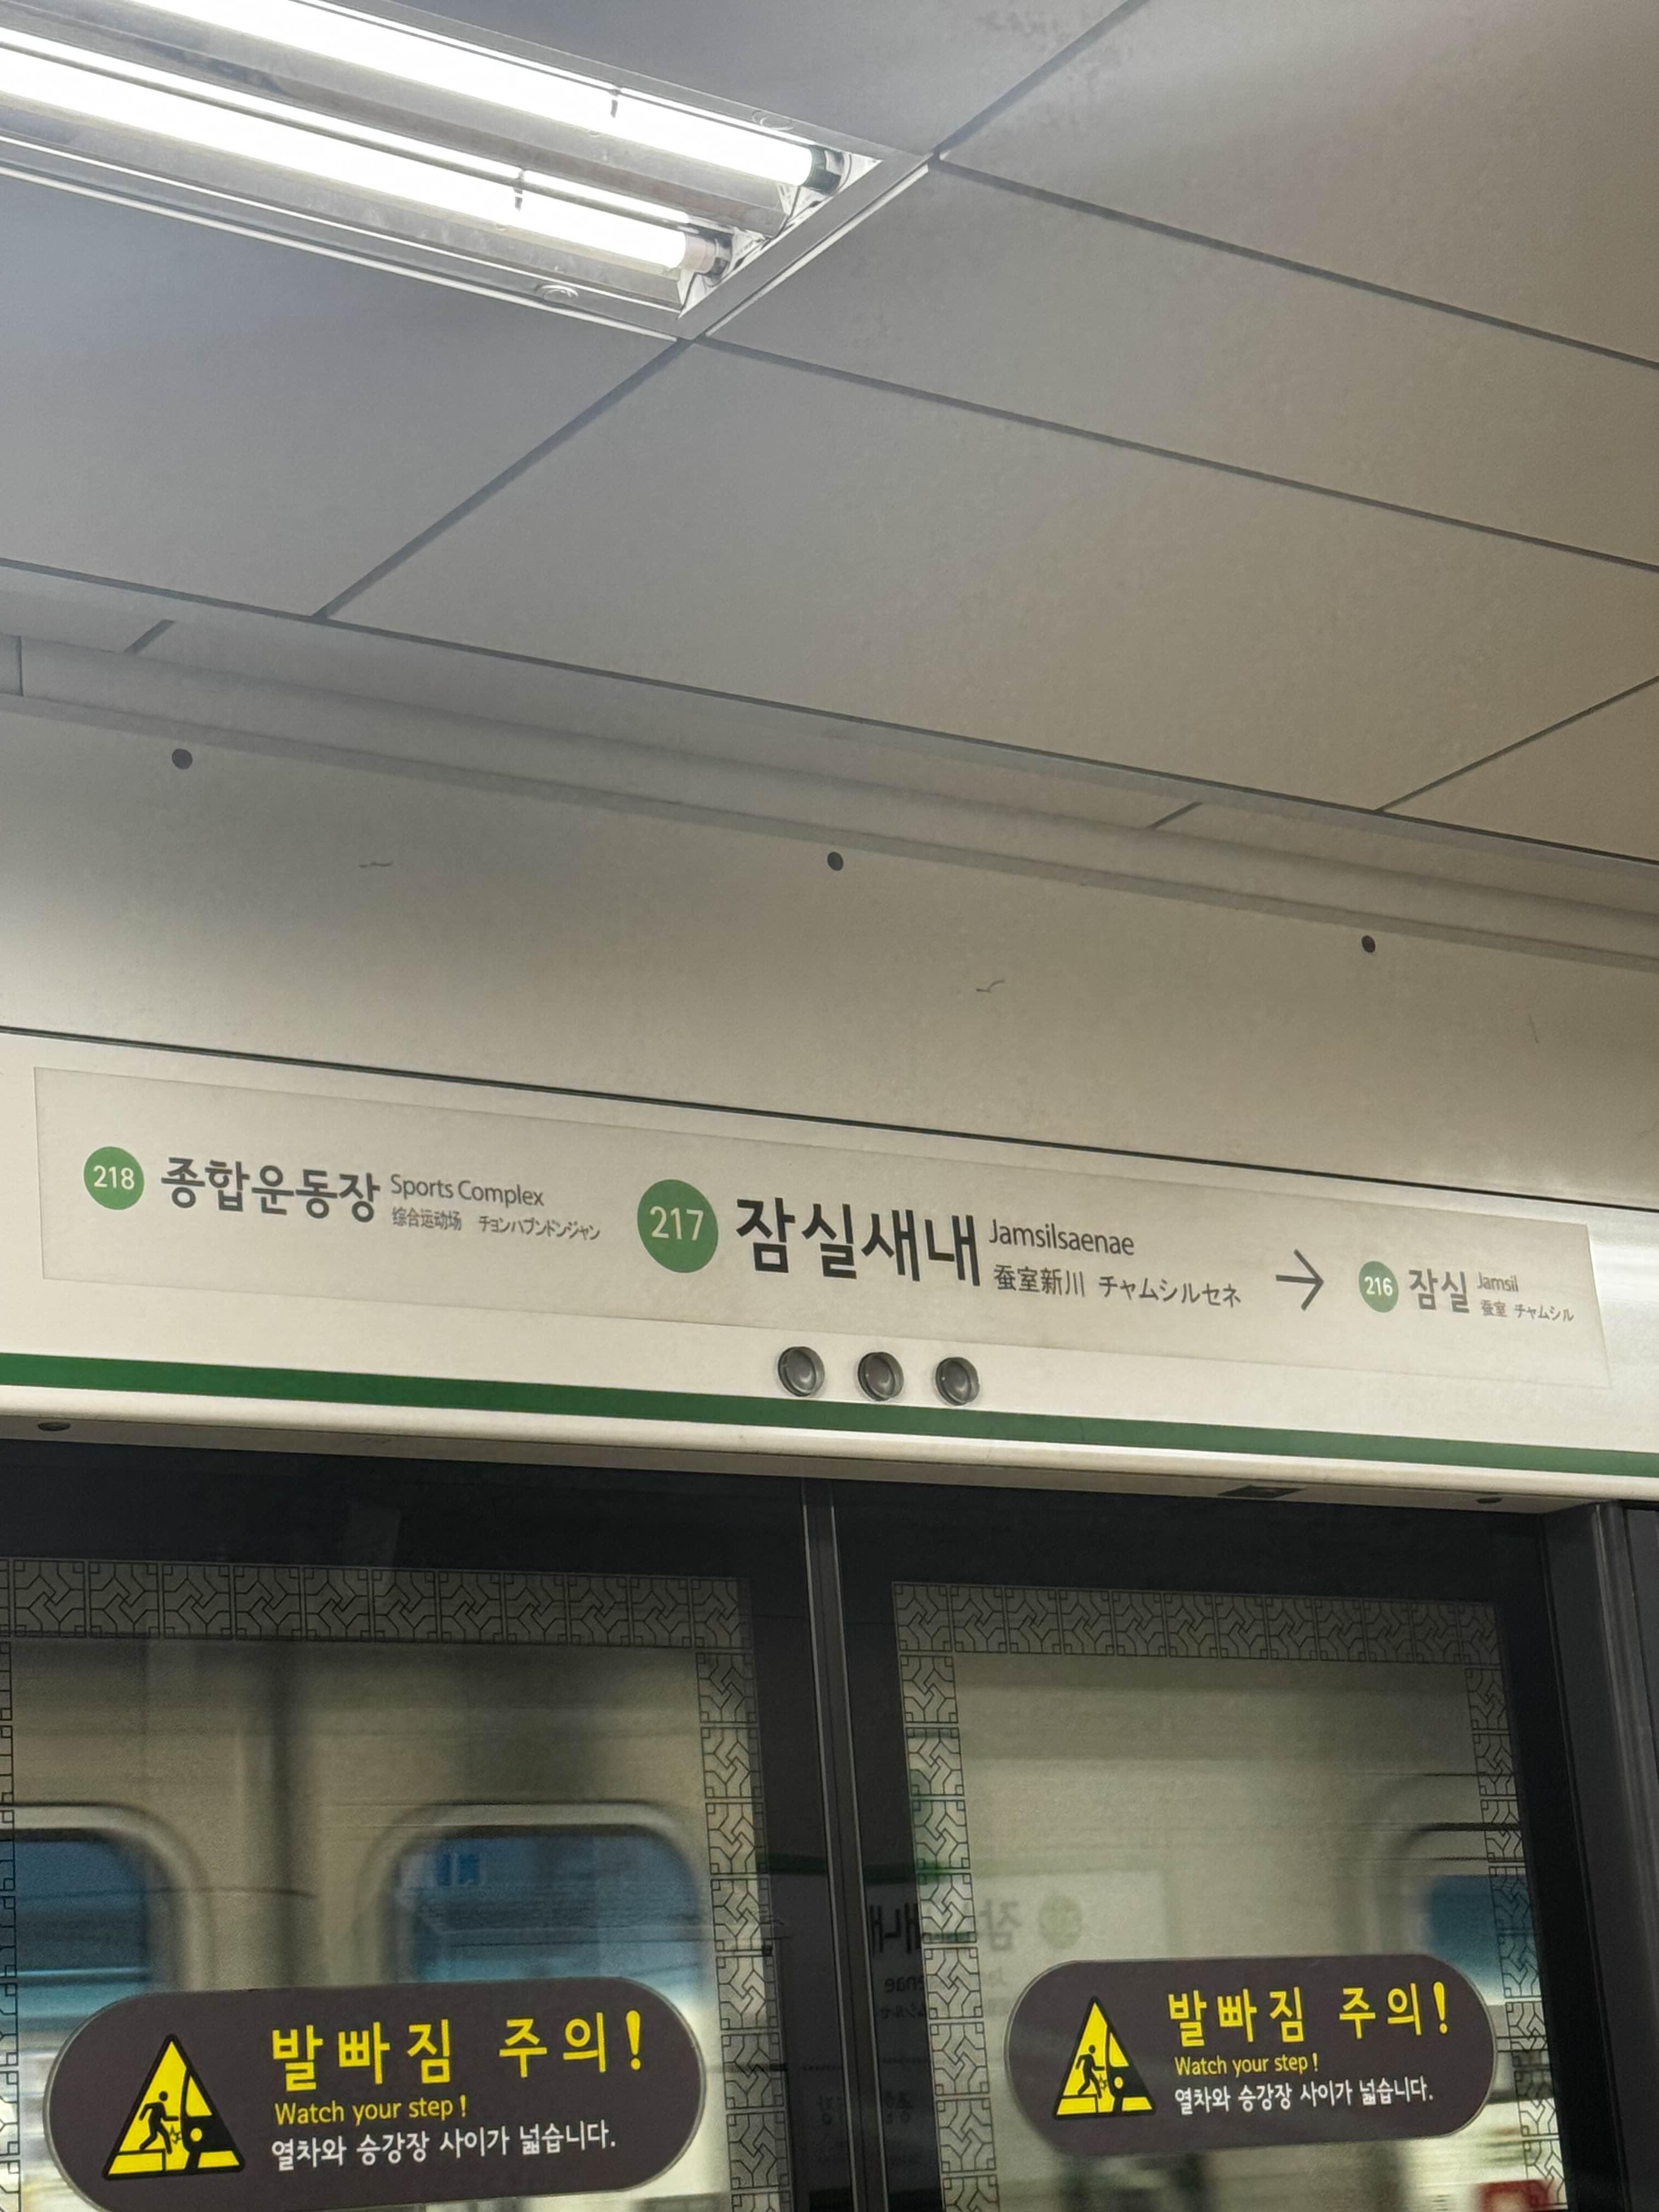 218 종합운동장 Sports Complex
综合运动场 チョンハプンドンジャン
217 잠실새내 Jamsilsaenae
蚕室新川 チャムシルセネ
→ 216 잠실 Jamsil
蚕室 チャムシル
발빠짐 주의!
Watch your step!
열차와 승강장 사이가 넓습니다.
발빠짐 주의!
Watch your step!
열차와 승강장 사이가 넓습니다.